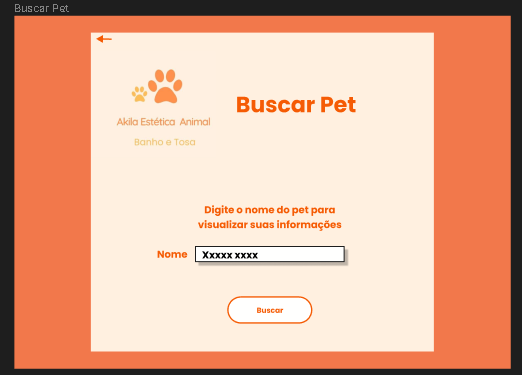 Buscar Pet
Buscar Pet
Akila Estética Animal
Banho e Tosa
Digite o nome do pet para
visualizar suas informações
Nome Xxxxx xxxx
Buscar